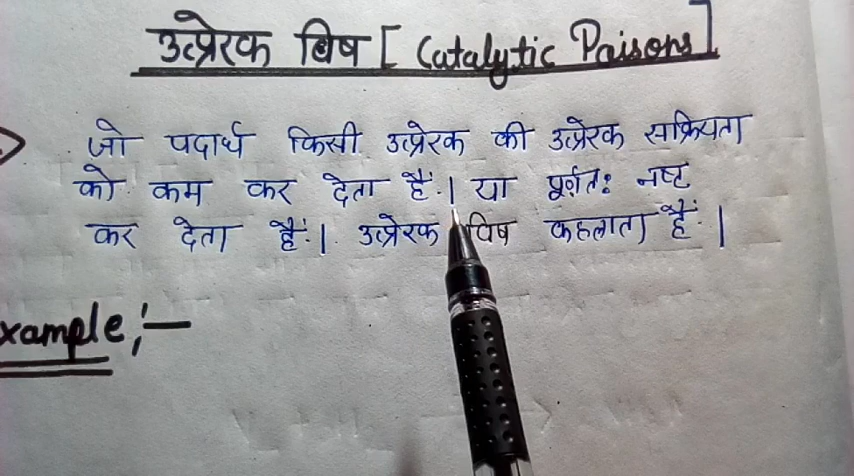 उत्प्रेरक विष [ Catalytic Paisons ]
जो पदार्थ किसी उत्प्रेरक की उत्प्रेरक सक्रियता
को कम कर देता हैं। या पूर्णतः नष्ट
कर देता हैं। उत्प्रेरक विष कहलाता हैं।
xample;—